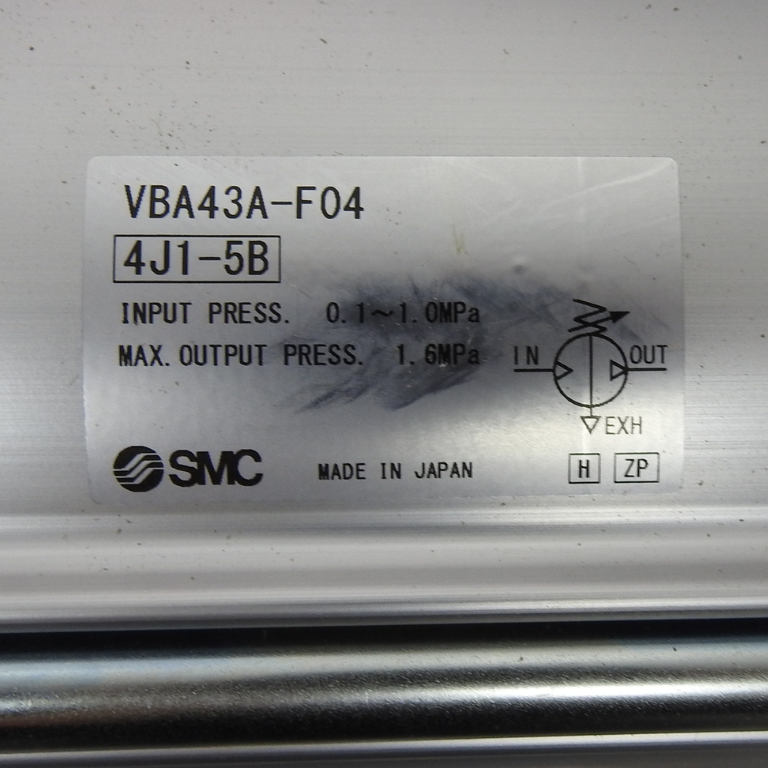 VBA43A-F04
4J1-5B
INPUT PRESS. 0.1~1.0MPa
MAX. OUTPUT PRESS. 1.6MPa
IN OUT
EXH
SMC MADE IN JAPAN H ZP